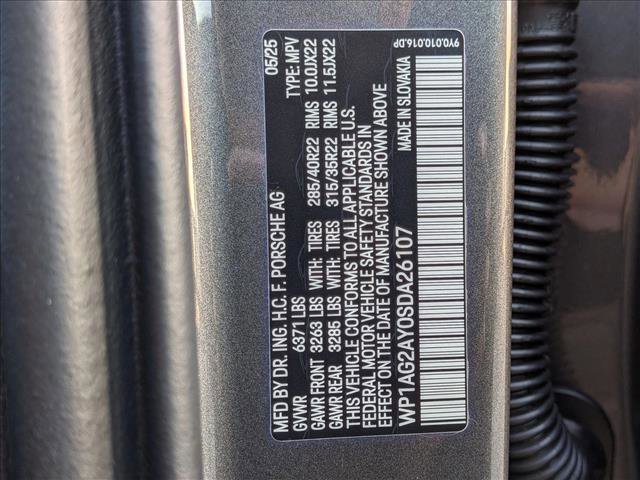 MFD BY DR. ING. H.C. F. PORSCHE AG 05/25
GVWR 6371 LBS TYPE: MPV
GAWR FRONT 3263 LBS WITH: TIRES 285/40R22 RIMS 10.0JX22
GAWR REAR 3285 LBS WITH: TIRES 315/35R22 RIMS 11.5JX22
THIS VEHICLE CONFORMS TO ALL APPLICABLE U.S.
FEDERAL MOTOR VEHICLE SAFETY STANDARDS IN
EFFECT ON THE DATE OF MANUFACTURE SHOWN ABOVE
WP1AG2AY0SDA26107 MADE IN SLOVAKIA
9Y0.010.016.DP